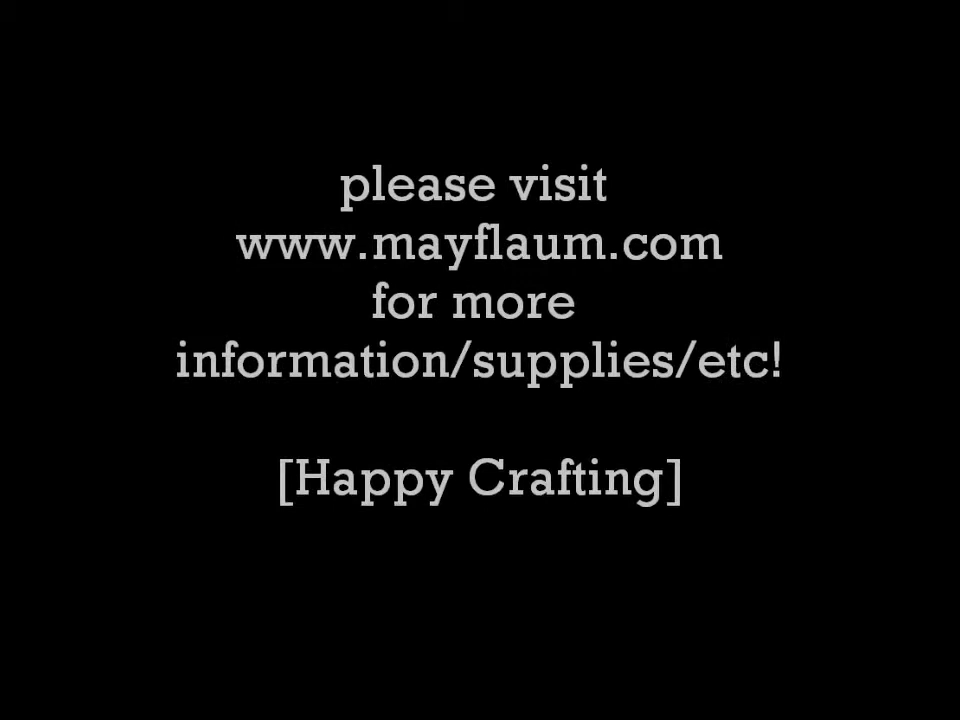 please visit
www.mayflaum.com
for more
information/supplies/etc!
[Happy Crafting]